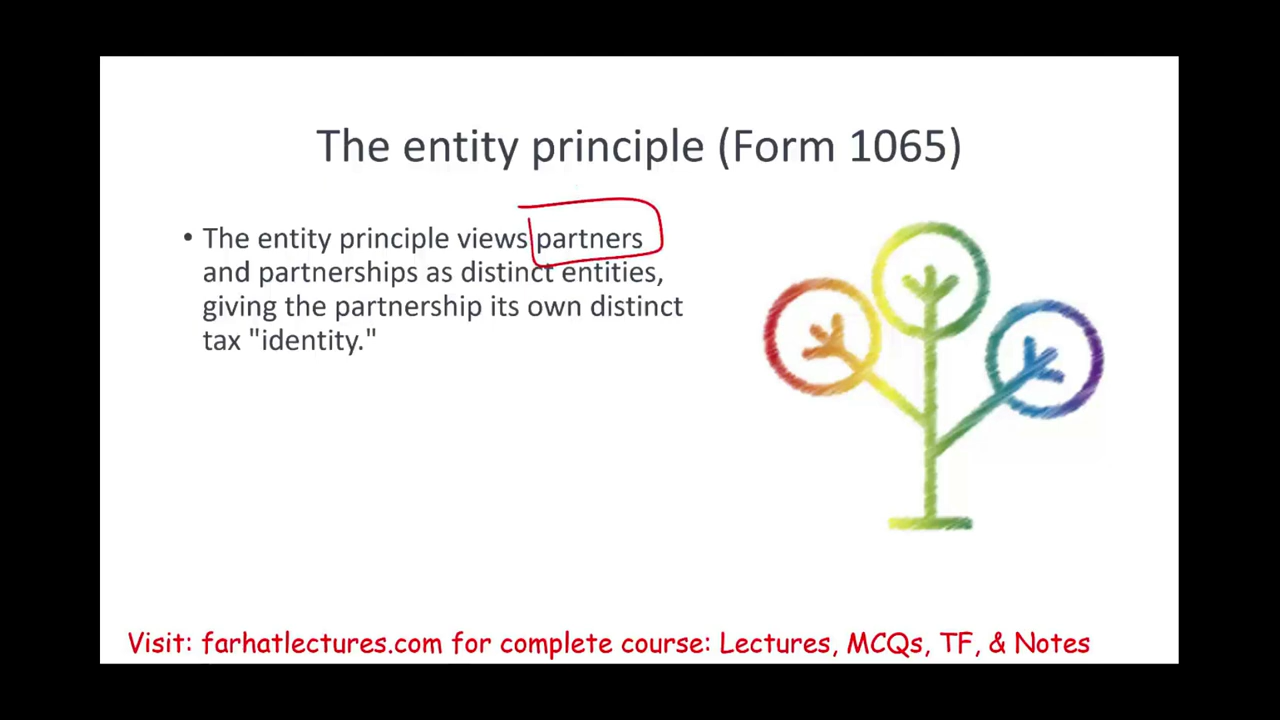 The entity principle (Form 1065)
• The entity principle views partners
and partnerships as distinct entities,
giving the partnership its own distinct
tax "identity."
Visit: farhatlectures.com for complete course: Lectures, MCQs, TF, & Notes